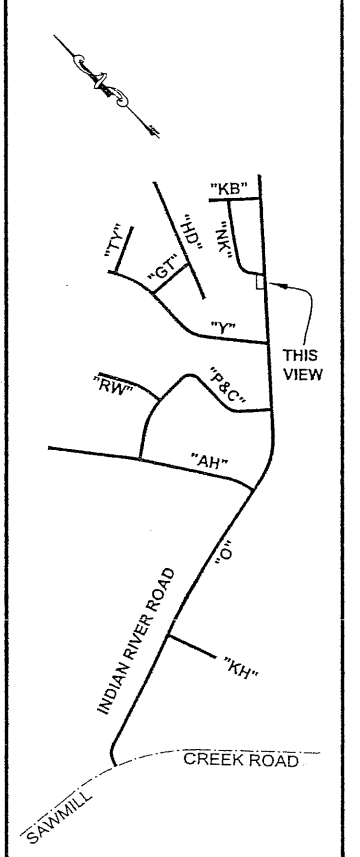 "KB"
"TY"
"HD"
"NK"
"GT"
"Y"
THIS
VIEW
"P&C"
"RW"
"AH"
"O"
INDIAN RIVER ROAD
"KH"
CREEK ROAD
SAWMILL